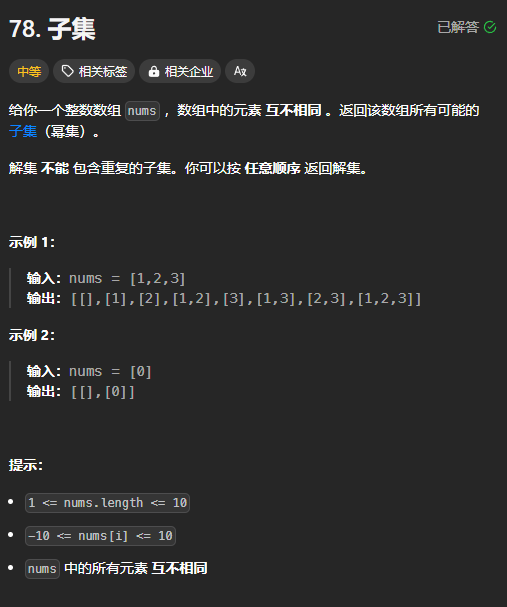 78. 子集
已解答
中等 相关标签 相关企业 Az
给你一个整数数组 nums ，数组中的元素 互不相同 。返回该数组所有可能的
子集（幂集）。
解集 不能 包含重复的子集。你可以按 任意顺序 返回解集。
示例 1：
输入：nums = [1,2,3]
输出：[[],[1],[2],[1,2],[3],[1,3],[2,3],[1,2,3]]
示例 2：
输入：nums = [0]
输出：[[],[0]]
提示：
1 <= nums.length <= 10
-10 <= nums[i] <= 10
nums 中的所有元素 互不相同